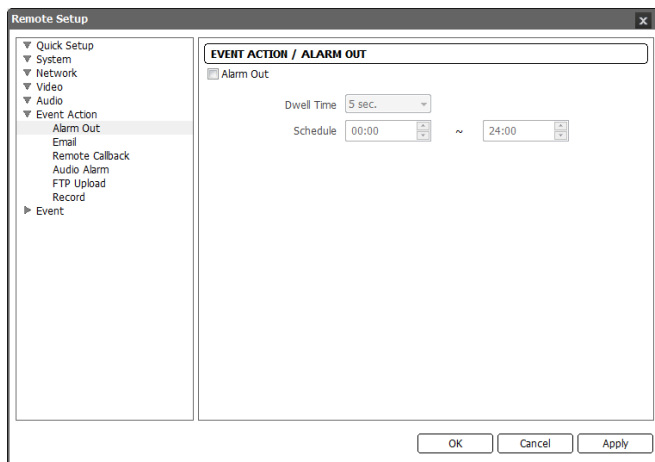 Remote Setup
x
Quick Setup
System
Network
Video
Audio
Event Action
Alarm Out
Email
Remote Callback
Audio Alarm
FTP Upload
Record
Event
EVENT ACTION / ALARM OUT
Alarm Out
Dwell Time 5 sec.
Schedule 00:00 ~ 24:00
OK Cancel Apply